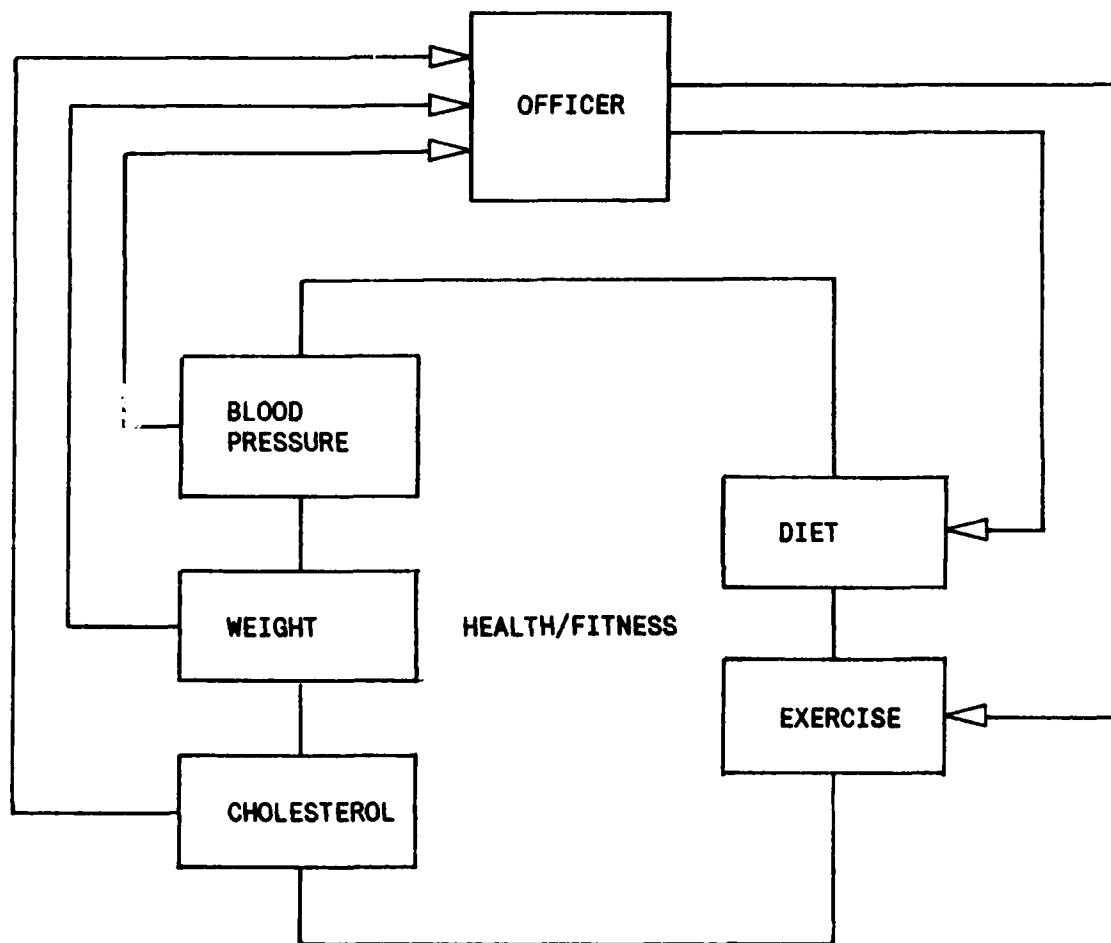 OFFICER
BLOOD
PRESSURE
DIET
WEIGHT
HEALTH/FITNESS
EXERCISE
CHOLESTEROL